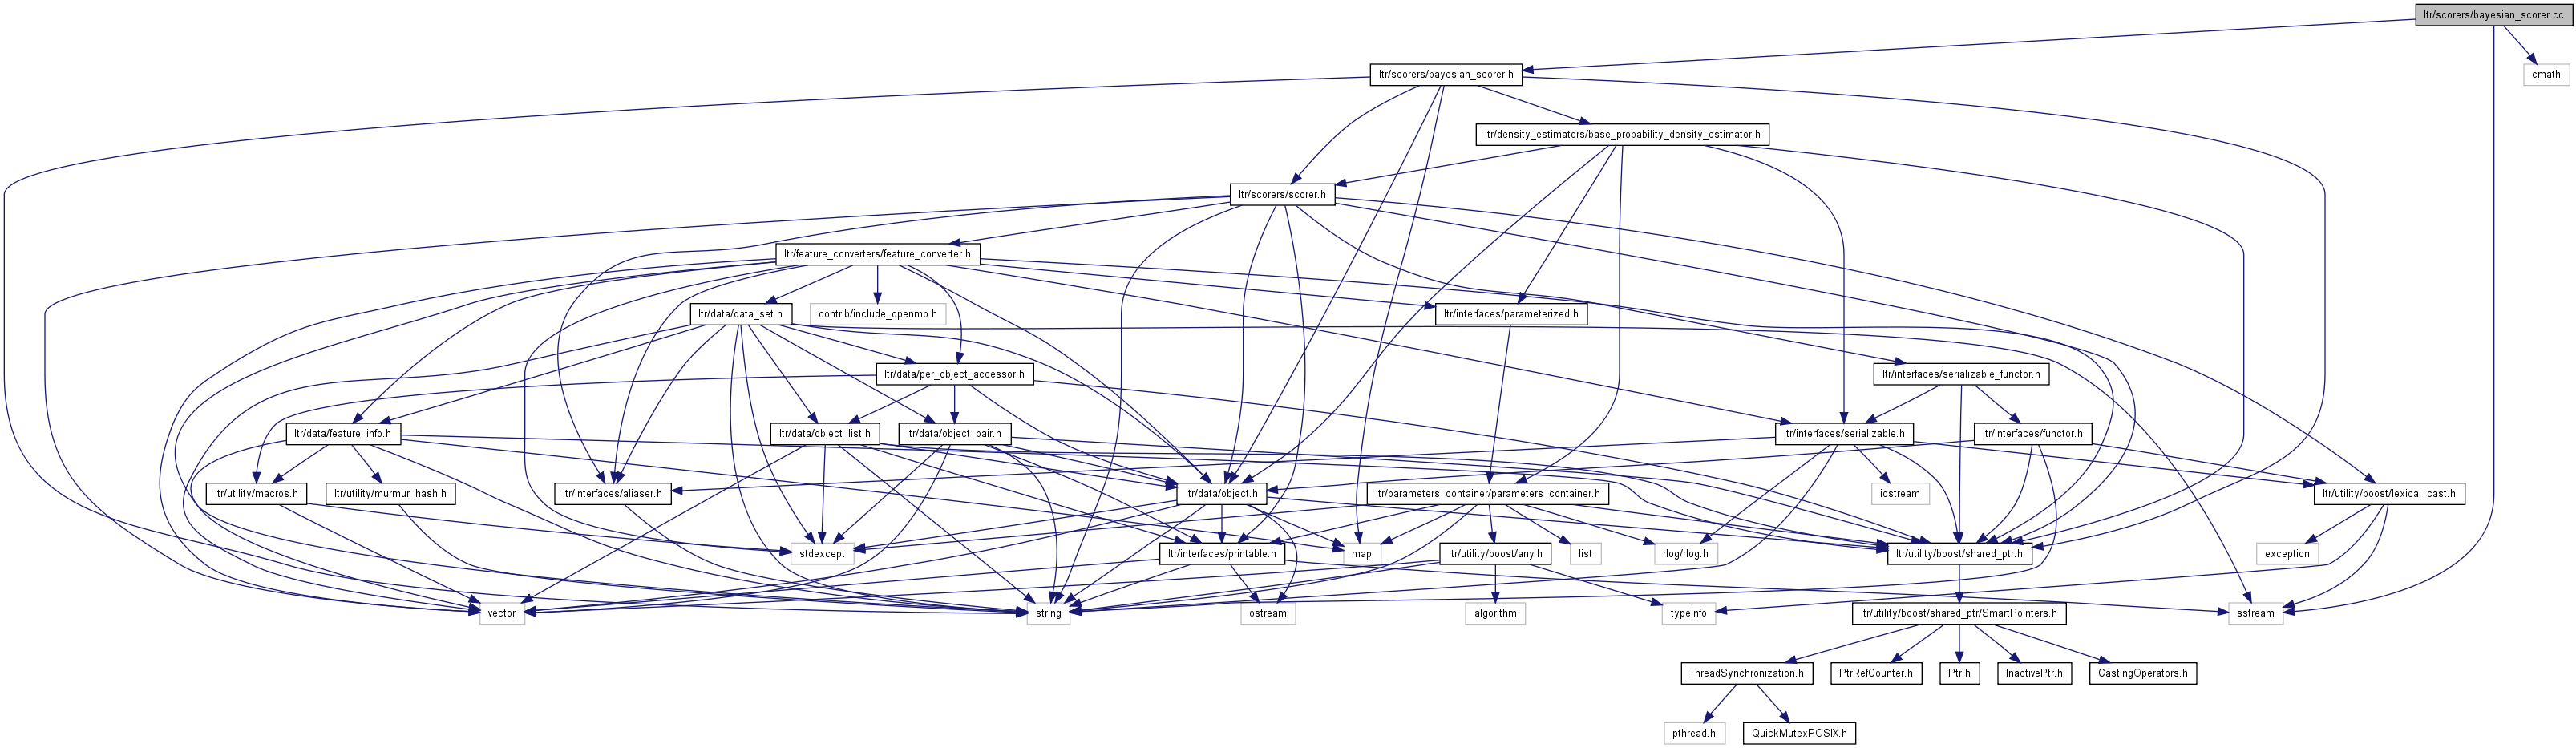 ltr/scorers/bayesian_scorer.cc
ltr/scorers/bayesian_scorer.h
cmath
ltr/density_estimators/base_probability_density_estimator.h
ltr/scorers/scorer.h
ltr/feature_converters/feature_converter.h
ltr/data/data_set.h
contrib/include_openmp.h
ltr/interfaces/parameterized.h
ltr/data/per_object_accessor.h
ltr/interfaces/serializable_functor.h
ltr/data/feature_info.h
ltr/data/object_list.h
ltr/data/object_pair.h
ltr/interfaces/serializable.h
ltr/interfaces/functor.h
ltr/utility/macros.h
ltr/utility/murmur_hash.h
ltr/interfaces/aliaser.h
ltr/data/object.h
ltr/parameters_container/parameters_container.h
iostream
ltr/utility/boost/lexical_cast.h
stdexcept
ltr/interfaces/printable.h
map
ltr/utility/boost/any.h
list
rlog/rlog.h
ltr/utility/boost/shared_ptr.h
exception
vector
string
ostream
algorithm
typeinfo
ltr/utility/boost/shared_ptr/SmartPointers.h
sstream
ThreadSynchronization.h
PtrRefCounter.h
Ptr.h
InactivePtr.h
CastingOperators.h
pthread.h
QuickMutexPOSIX.h